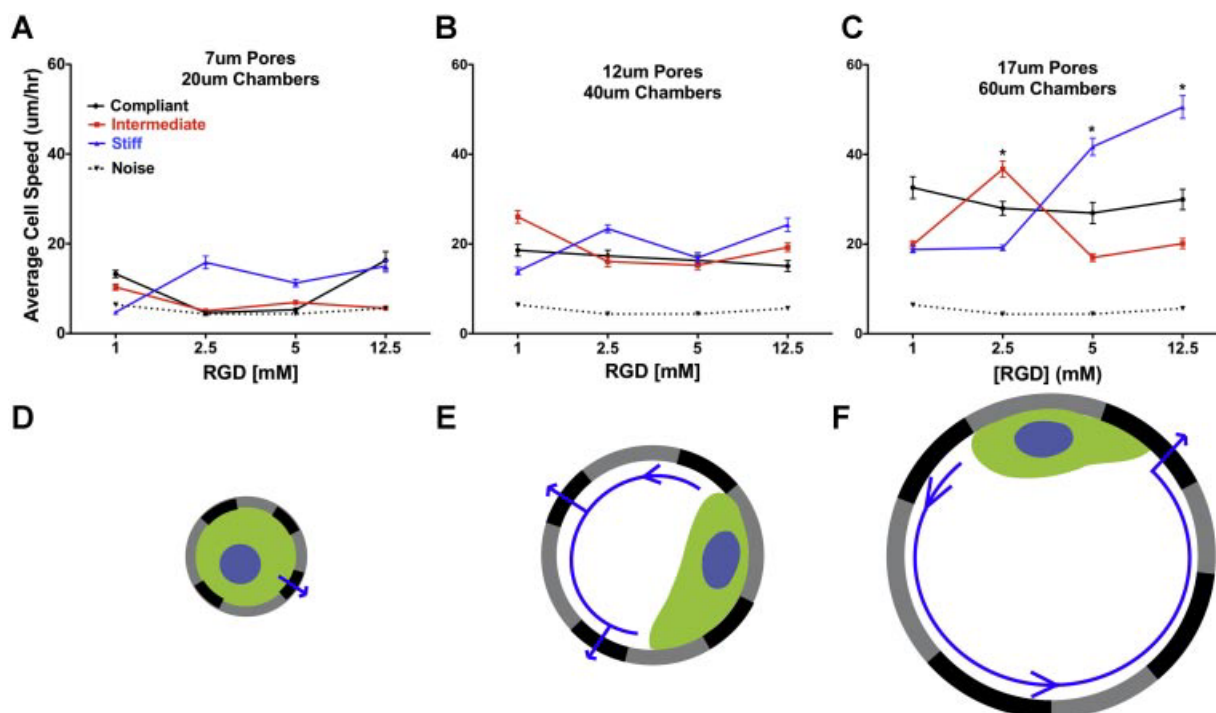 A
7um Pores
20um Chambers
60
40
20
0
Average Cell Speed (um/hr)
Compliant
Intermediate
Stiff
Noise
1 2.5 5 12.5
RGD [mM]
B
12um Pores
40um Chambers
60
40
20
0
1 2.5 5 12.5
RGD [mM]
C
17um Pores
60um Chambers
60
40
20
0
* * *
1 2.5 5 12.5
[RGD] (mM)
D
E
F